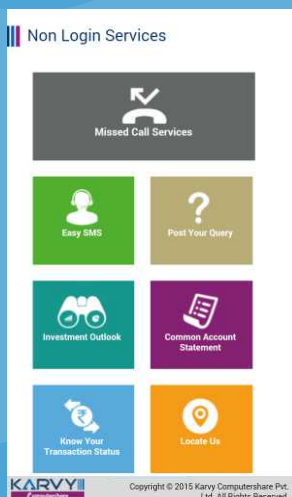 Non Login Services
Missed Call Services
Easy SMS
Post Your Query
?
Investment Outlook
Common Account
Statement
Know Your
Transaction Status
Locate Us
KARVY
Computershare
Copyright © 2015 Karvy Computershare Pvt.
Ltd. All Rights Reserved.